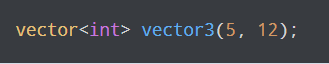 vector<int> vector3(5, 12);